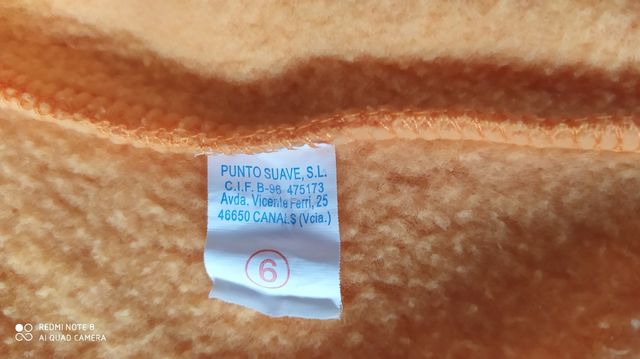 PUNTO SUAVE, S.L.
C.I.F. B-96 475173
Avda. Vicente Ferri, 25
46650 CANALS (Vcia.)
6
REDMI NOTE 8
AI QUAD CAMERA